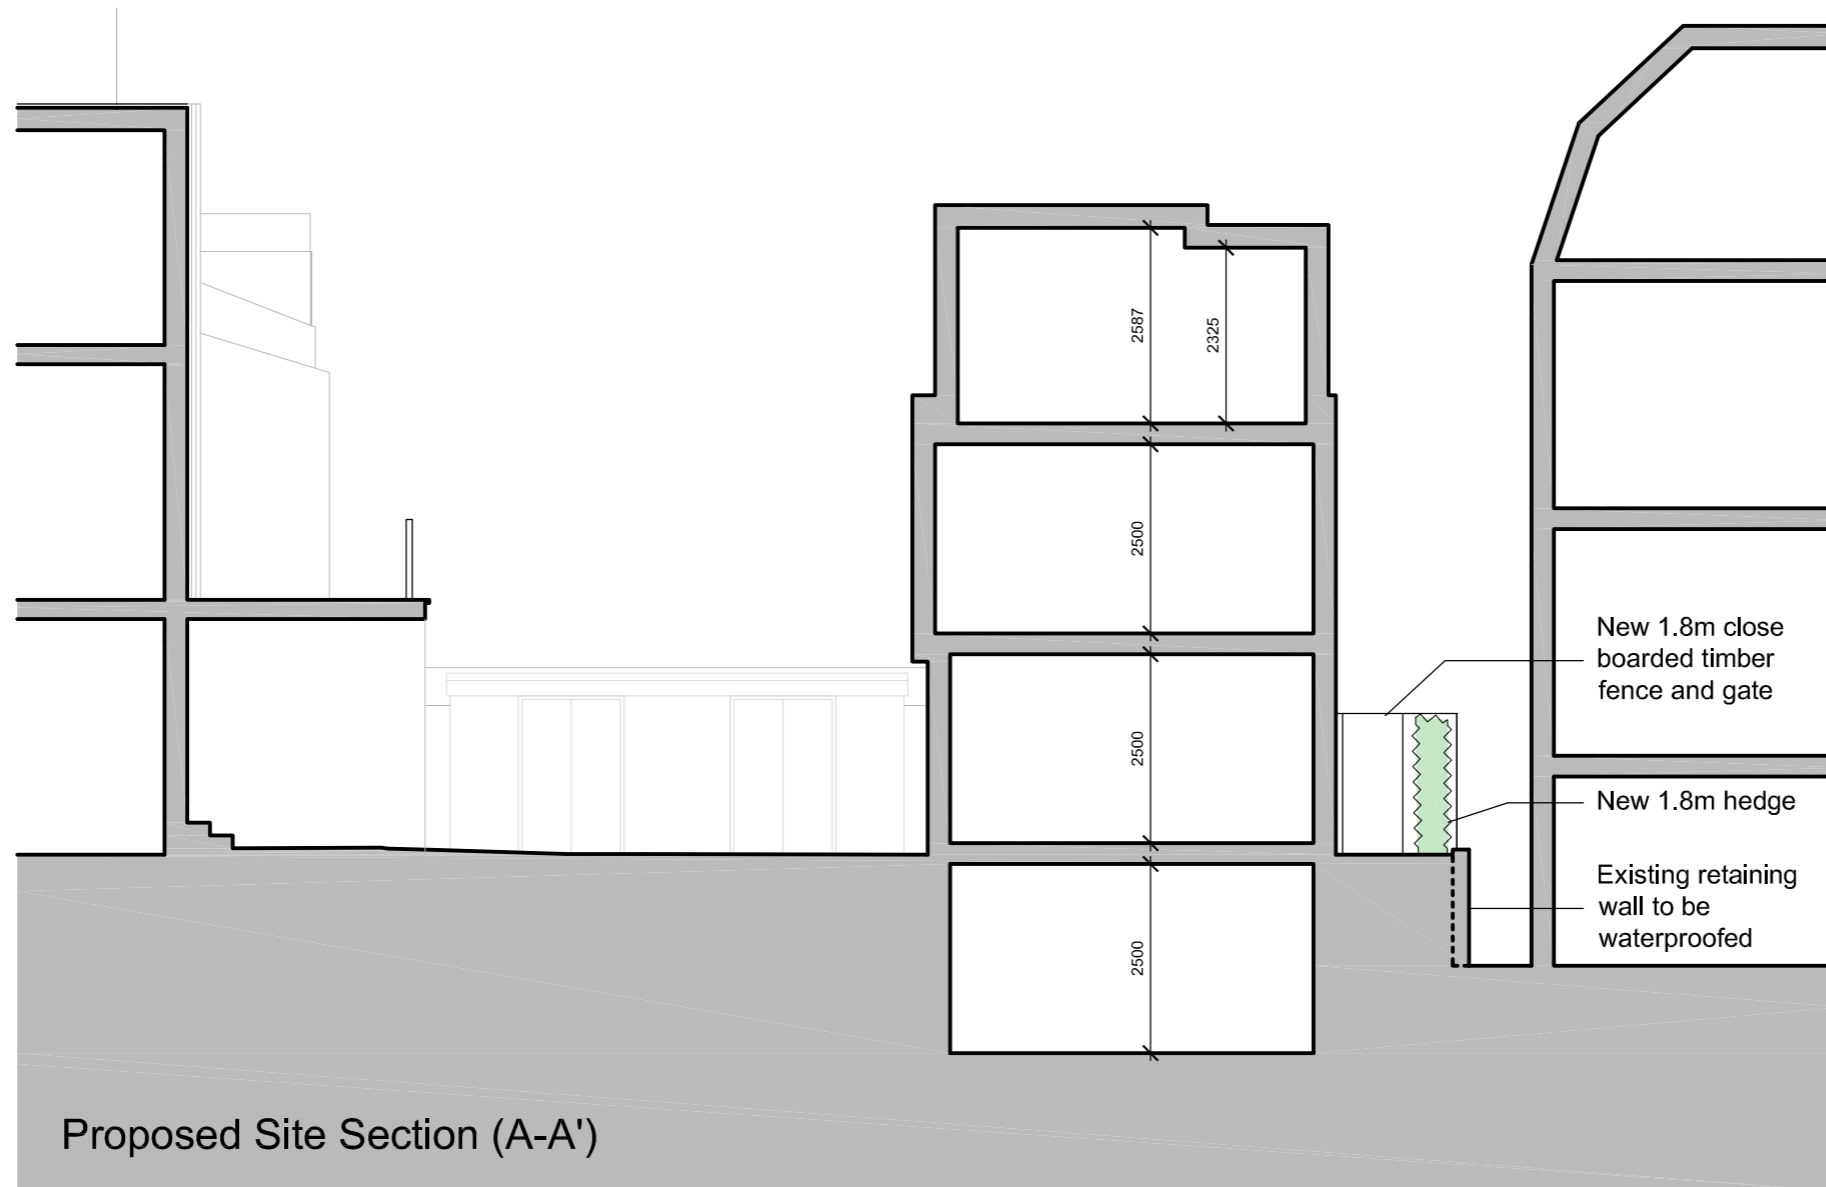 2587
2325
2500
2500
2500
New 1.8m close
boarded timber
fence and gate
New 1.8m hedge
Existing retaining
wall to be
waterproofed
Proposed Site Section (A-A')